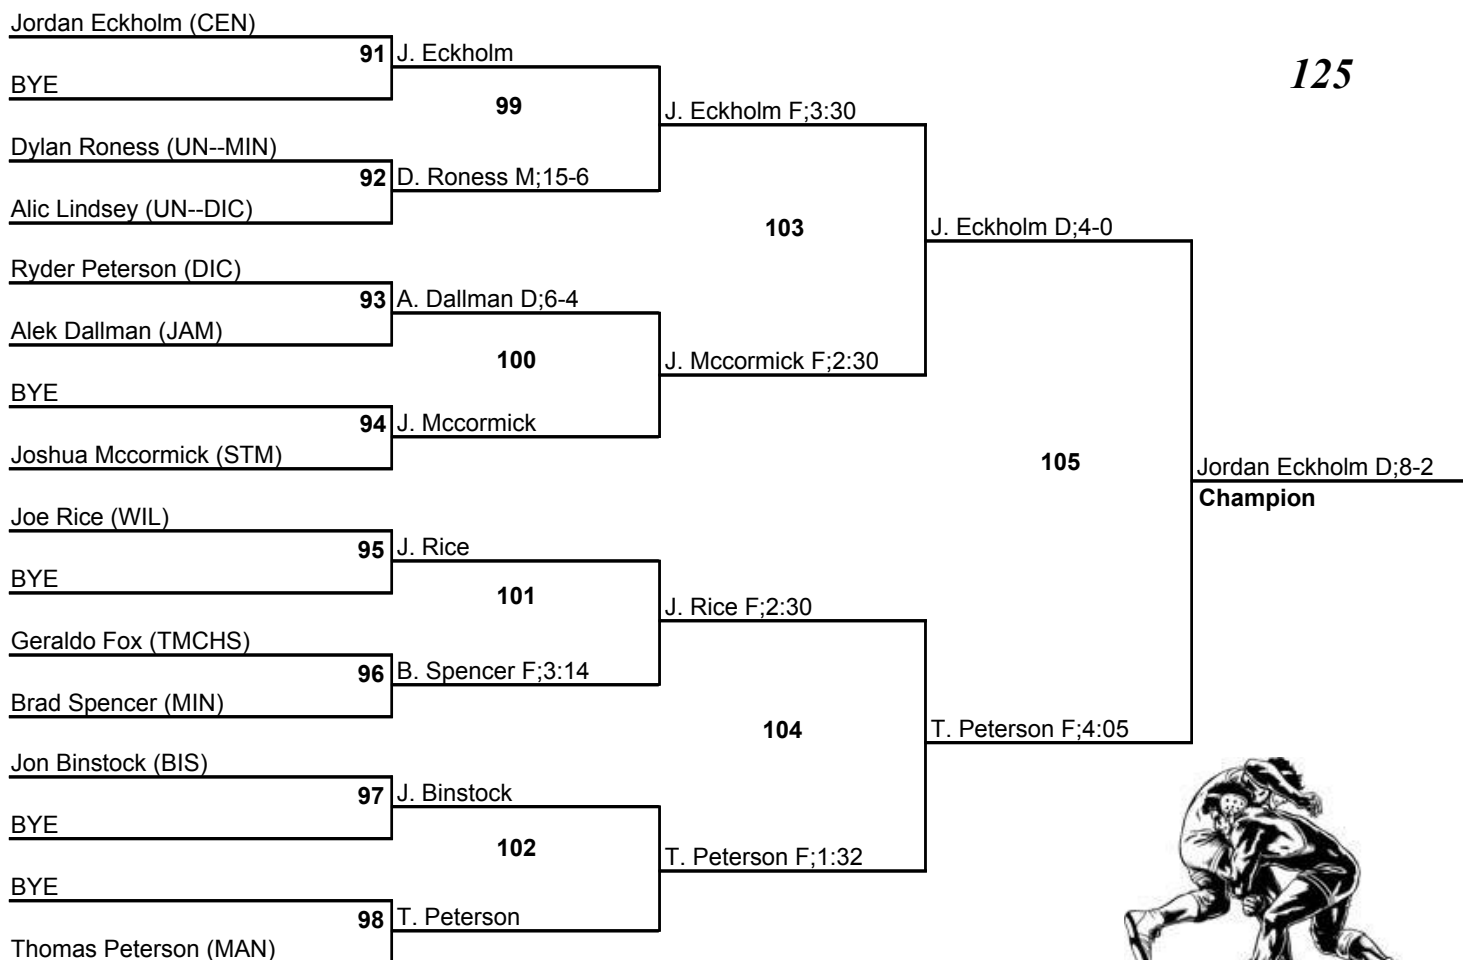 Jordan Eckholm (CEN)
91 J. Eckholm
BYE
125
99
J. Eckholm F;3:30
Dylan Roness (UN--MIN)
92 D. Roness M;15-6
Alic Lindsey (UN--DIC)
103
J. Eckholm D;4-0
Ryder Peterson (DIC)
93 A. Dallman D;6-4
Alek Dallman (JAM)
100
J. Mccormick F;2:30
BYE
94 J. Mccormick
Joshua Mccormick (STM)
105
Jordan Eckholm D;8-2
Champion
Joe Rice (WIL)
95 J. Rice
BYE
101
J. Rice F;2:30
Geraldo Fox (TMCHS)
96 B. Spencer F;3:14
Brad Spencer (MIN)
104
T. Peterson F;4:05
Jon Binstock (BIS)
97 J. Binstock
BYE
102
T. Peterson F;1:32
BYE
98 T. Peterson
Thomas Peterson (MAN)